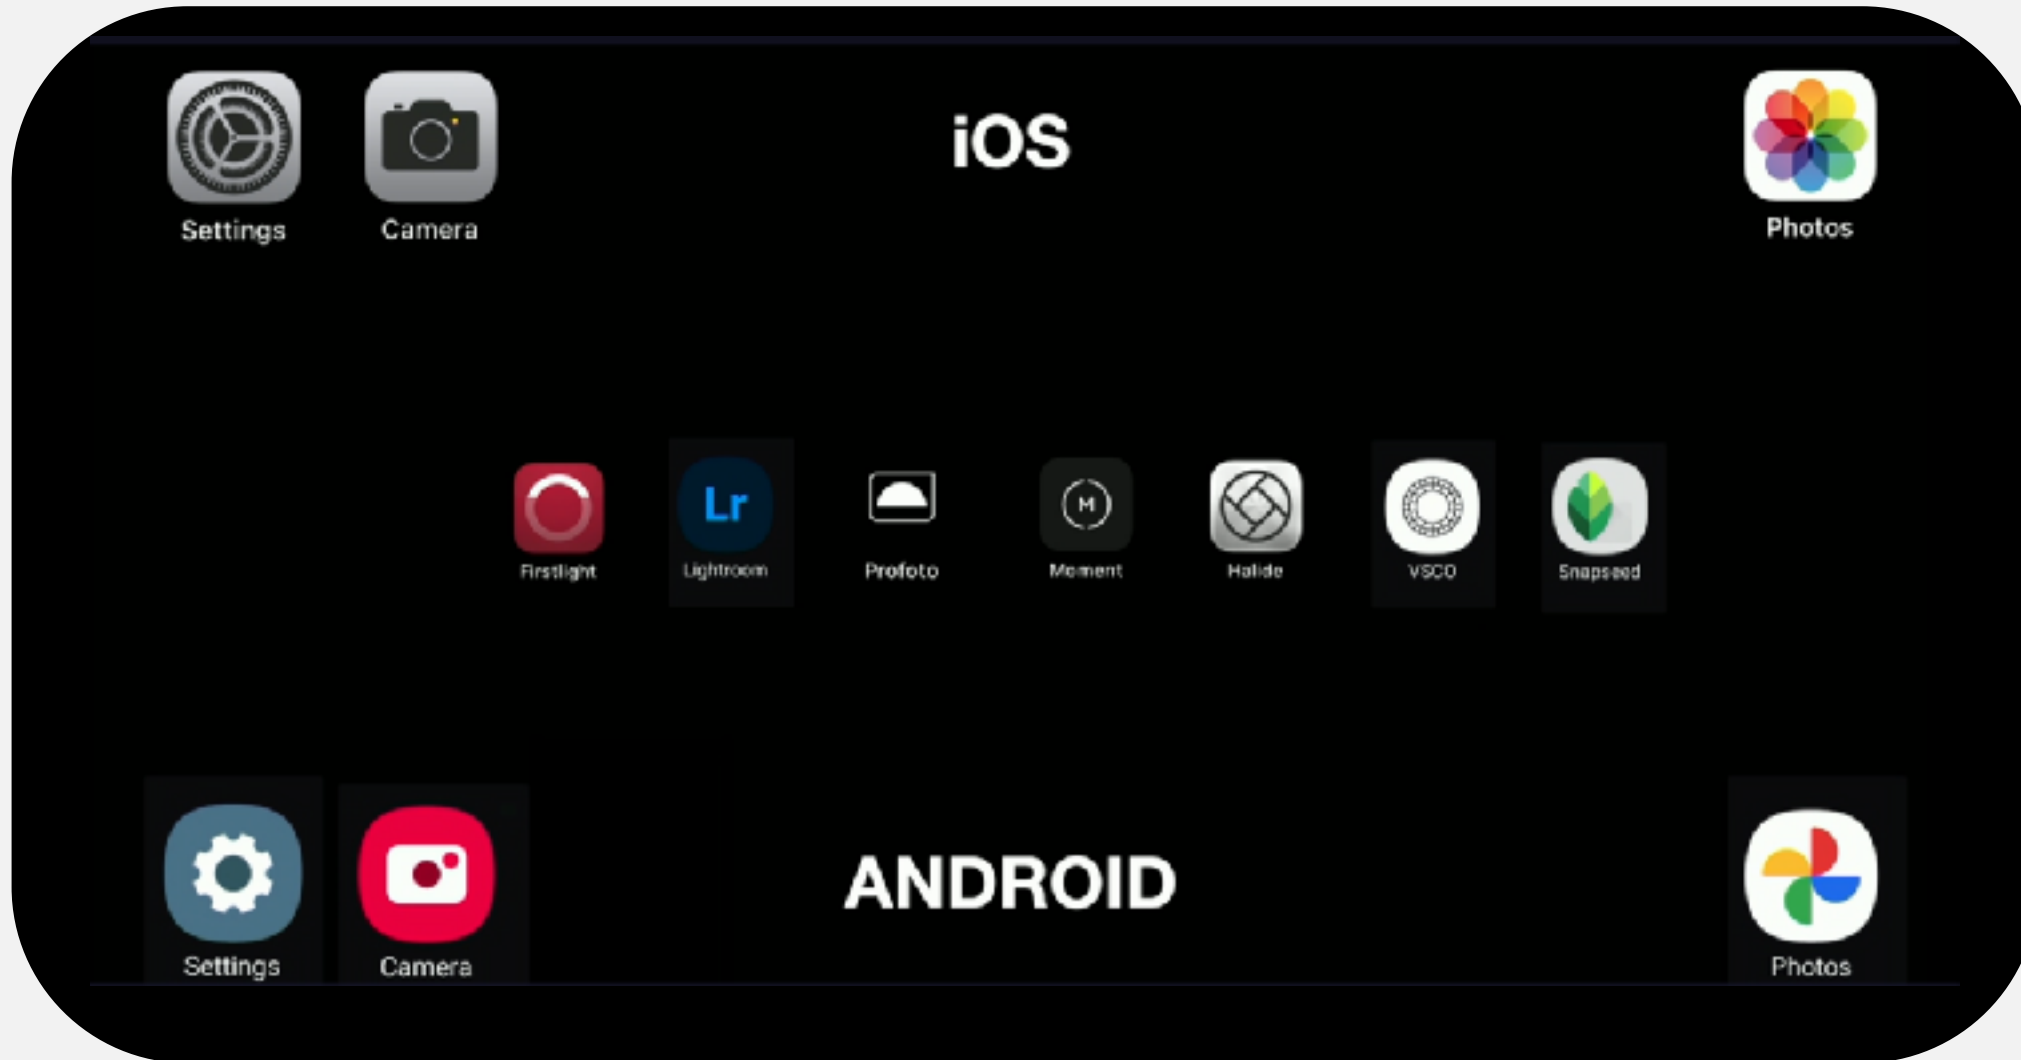 iOS
Settings
Camera
Photos
Lr
M
Firstlight
Lightroom
Profoto
Moment
Halide
VSCO
Snapseed
ANDROID
Settings
Camera
Photos